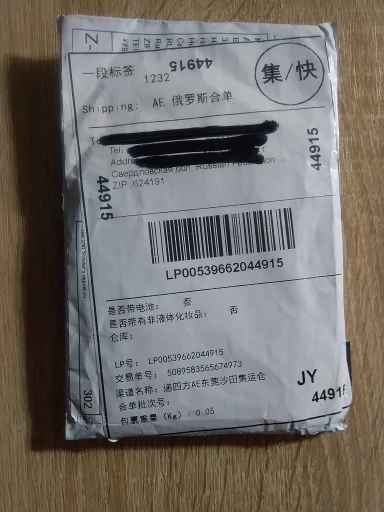 Z-
44915
一段标签 1232
集/快
Shipping: AE 俄罗斯合单
Tel:
Addre
Свердловская обл. Russian Federation
ZIP 624191
44915
44915
LP00539662044915
是否带电池： 否
是否带有非液体化妆品： 否
仓库：
LP号： LP00539662044915
交易单号： 5089583565674973
渠道名称：递四方AE东莞沙田集运仓
合单批次号：
包裹重量（Kg）：0.05
JY
44915
302